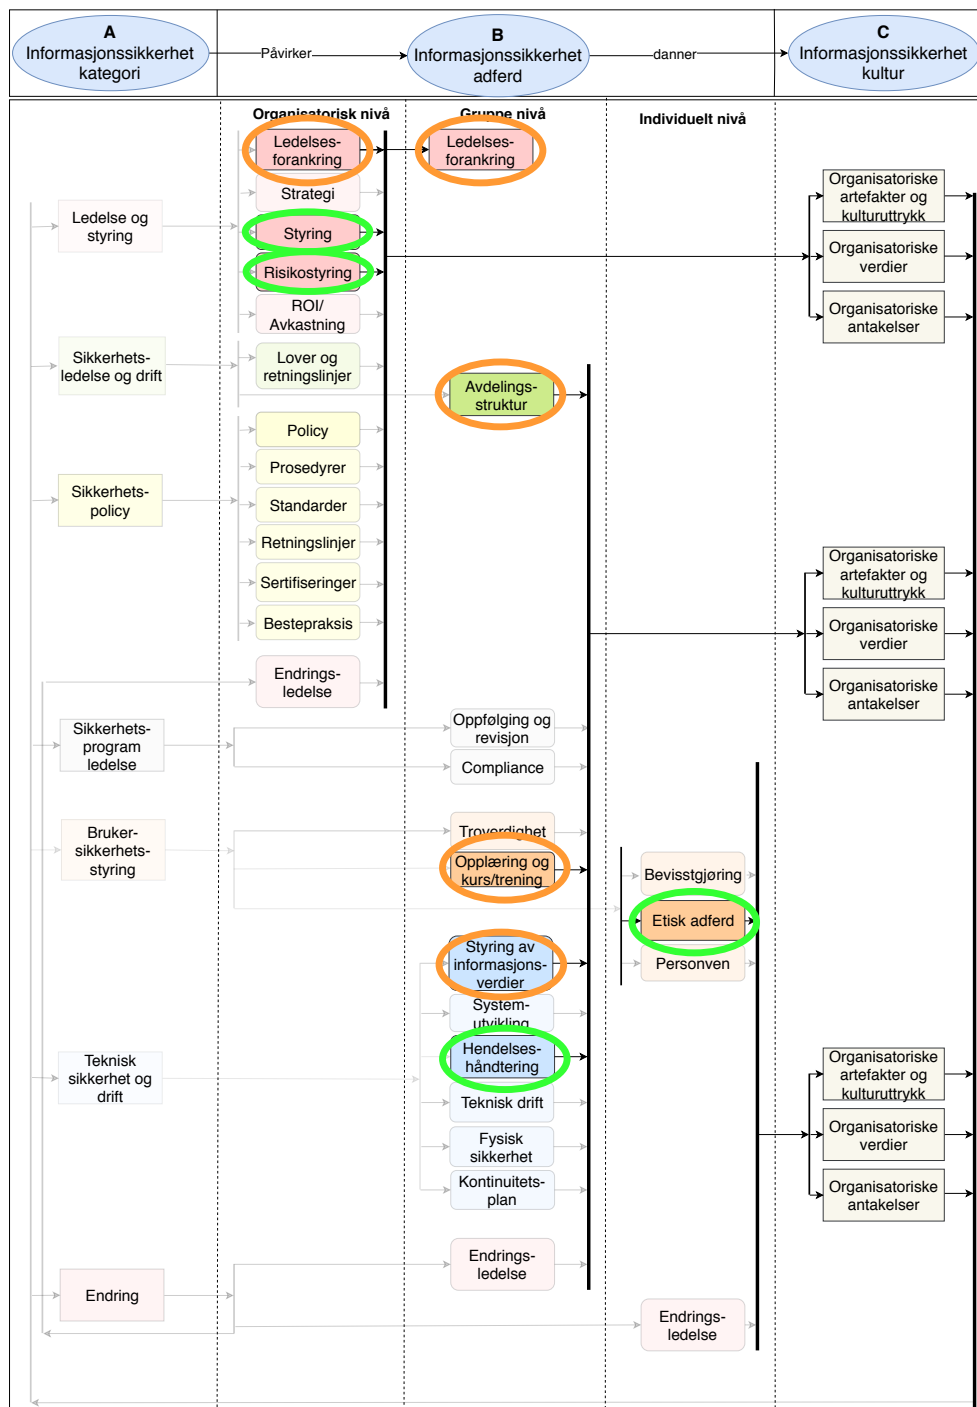 A
Informasjonssikkerhet
kategori
Påvirker
B
Informasjonssikkerhet
adferd
danner
C
Informasjonssikkerhet
kultur
Organisatorisk nivå
Gruppe nivå
Individuelt nivå
Ledelses-
forankring
Ledelses-
forankring
Strategi
Ledelse og
styring
Styring
Risikostyring
ROI/
Avkastning
Organisatoriske
artefakter og
kulturuttrykk
Organisatoriske
verdier
Organisatoriske
antakelser
Sikkerhets-
ledelse og drift
Lover og
retningslinjer
Avdelings-
struktur
Sikkerhets-
policy
Policy
Prosedyrer
Standarder
Retningslinjer
Sertifiseringer
Bestepraksis
Organisatoriske
artefakter og
kulturuttrykk
Organisatoriske
verdier
Organisatoriske
antakelser
Endrings-
ledelse
Sikkerhets-
program
ledelse
Oppfølging og
revisjon
Compliance
Bruker-
sikkerhets-
styring
Troverdighet
Opplæring og
kurs/trening
Bevisstgjøring
Etisk adferd
Personven
Styring av
informasjons-
verdier
System-
utvikling
Hendelses-
håndtering
Teknisk
sikkerhet og
drift
Teknisk drift
Fysisk
sikkerhet
Kontinuitets-
plan
Organisatoriske
artefakter og
kulturuttrykk
Organisatoriske
verdier
Organisatoriske
antakelser
Endring
Endrings-
ledelse
Endrings-
ledelse